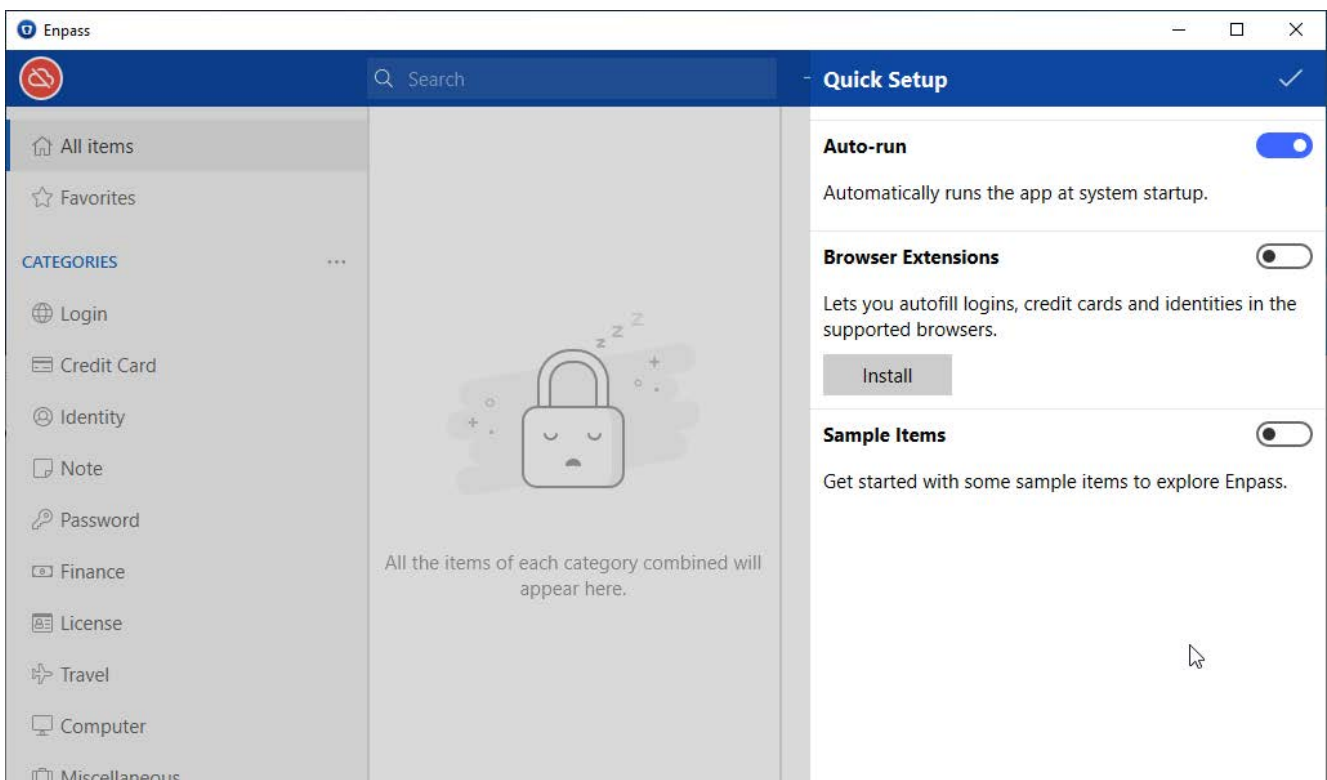 Enpass
Search
Quick Setup
All items
Favorites
CATEGORIES
Login
Credit Card
Identity
Note
Password
Finance
License
Travel
Computer
Miscellaneous
z z z
All the items of each category combined will
appear here.
Auto-run
Automatically runs the app at system startup.
Browser Extensions
Lets you autofill logins, credit cards and identities in the
supported browsers.
Install
Sample Items
Get started with some sample items to explore Enpass.